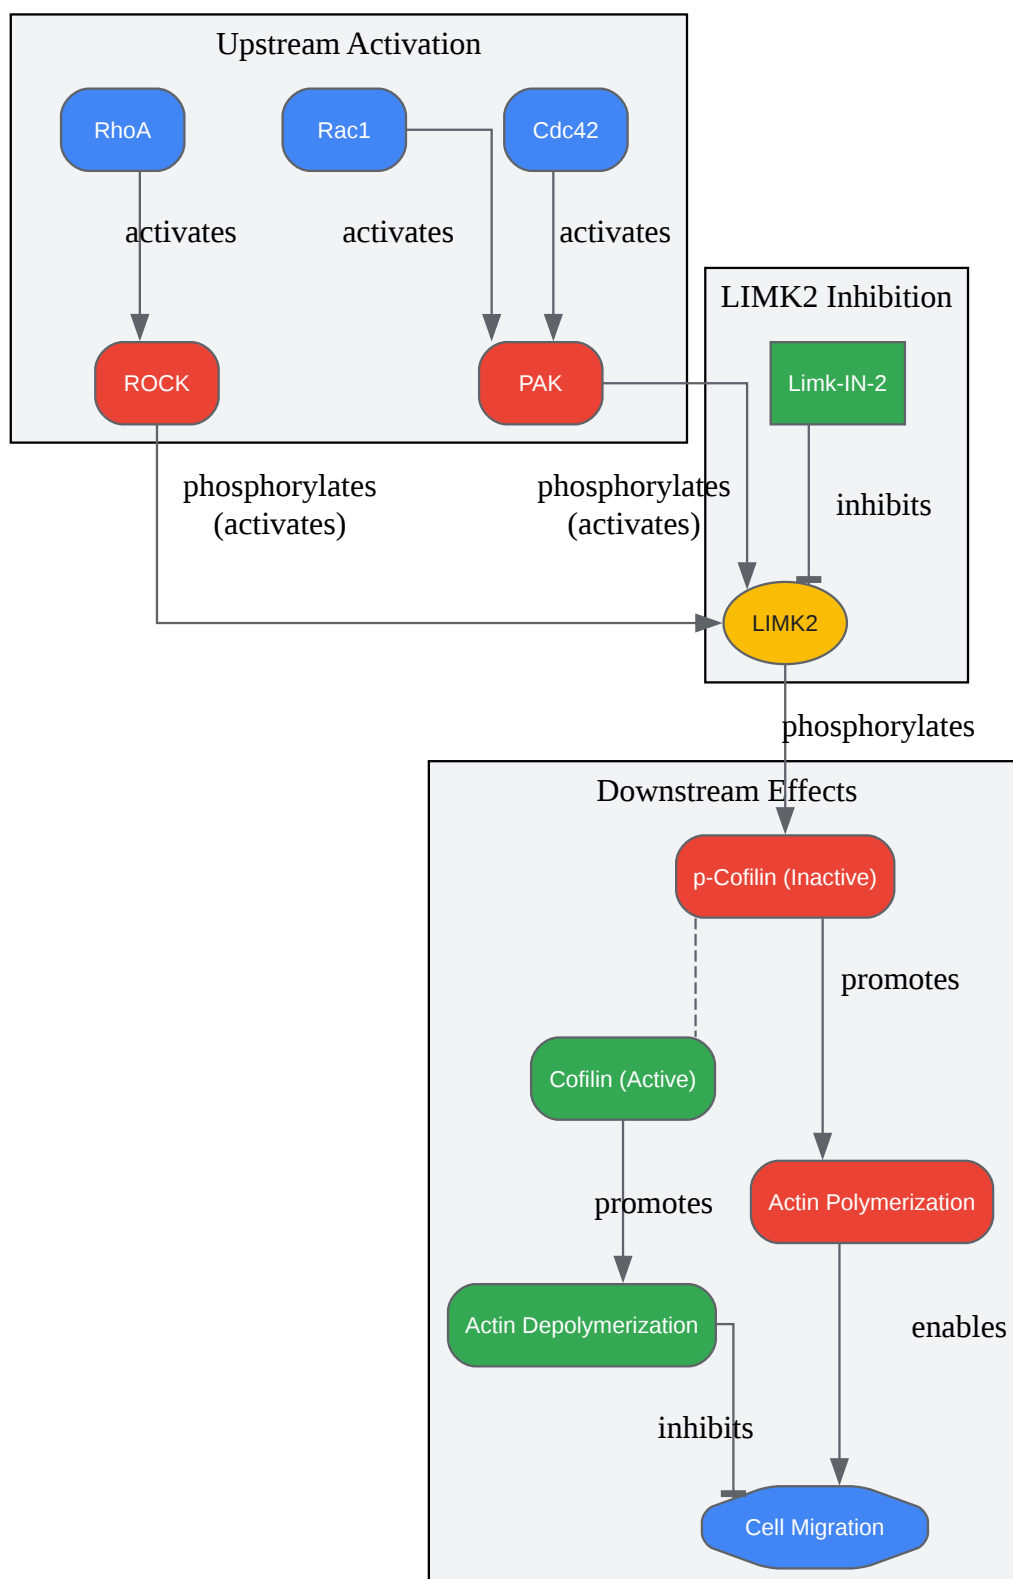 Upstream Activation
RhoA
Rac1
Cdc42
activates
activates
activates
LIMK2 Inhibition
ROCK
PAK
Limk-IN-2
phosphorylates
(activates)
phosphorylates
(activates)
inhibits
LIMK2
phosphorylates
Downstream Effects
p-Cofilin (Inactive)
promotes
Cofilin (Active)
promotes
Actin Polymerization
Actin Depolymerization
enables
inhibits
Cell Migration